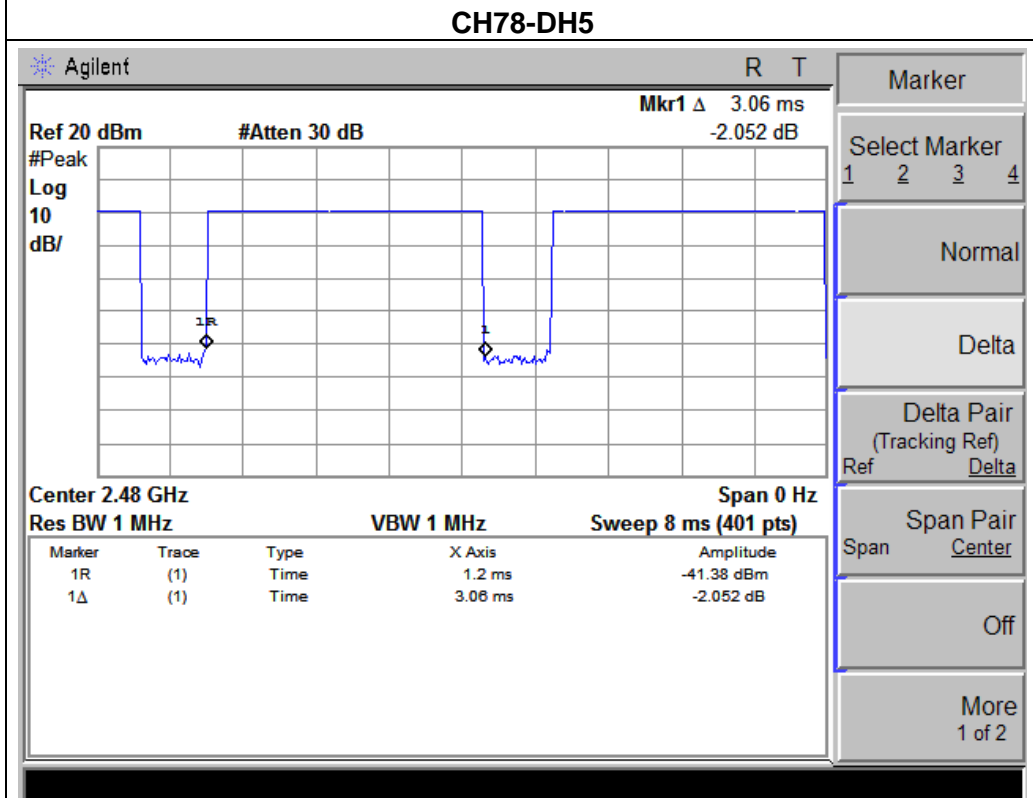 CH78-DH5
Agilent R T
Mkr1 Δ 3.06 ms
Ref 20 dBm #Atten 30 dB -2.052 dB
#Peak
Log
10
dB/
1R
1
Center 2.48 GHz Span 0 Hz
Res BW 1 MHz VBW 1 MHz Sweep 8 ms (401 pts)
Marker Trace Type X Axis Amplitude
1R (1) Time 1.2 ms -41.38 dBm
1Δ (1) Time 3.06 ms -2.052 dB
Marker
Select Marker
1 2 3 4
Normal
Delta
Delta Pair
(Tracking Ref)
Ref Delta
Span Pair
Span Center
Off
More
1 of 2